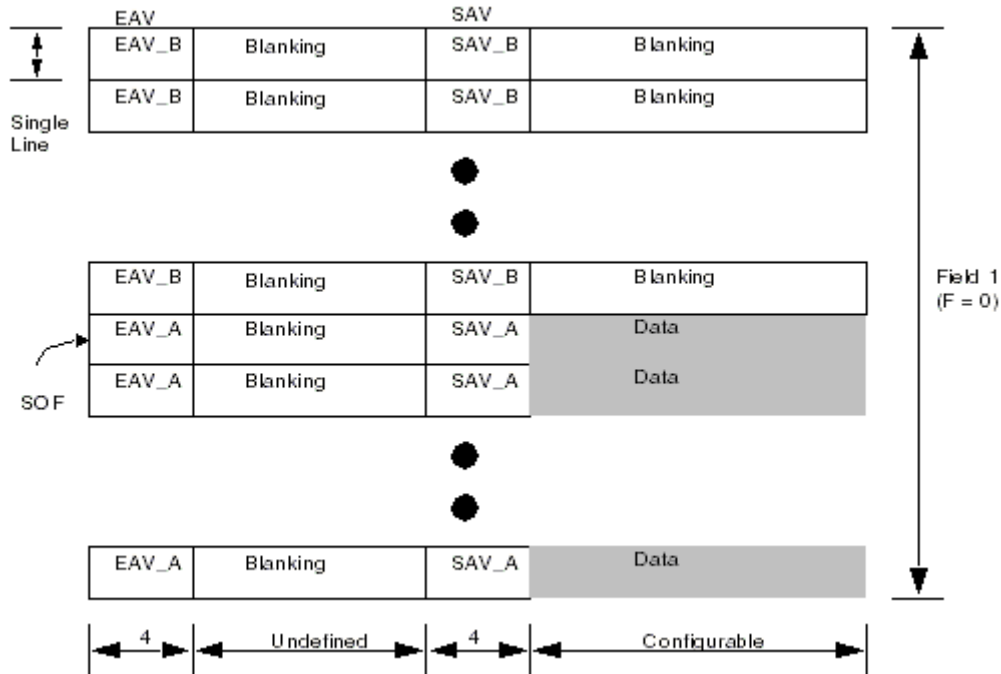 EAV SAV
EAV_B Blanking SAV_B Blanking
EAV_B Blanking SAV_B Blanking
Single
Line
EAV_B Blanking SAV_B Blanking
Field 1
(F = 0)
EAV_A Blanking SAV_A Data
EAV_A Blanking SAV_A Data
SOF
EAV_A Blanking SAV_A Data
4 Undefined 4 Configurable